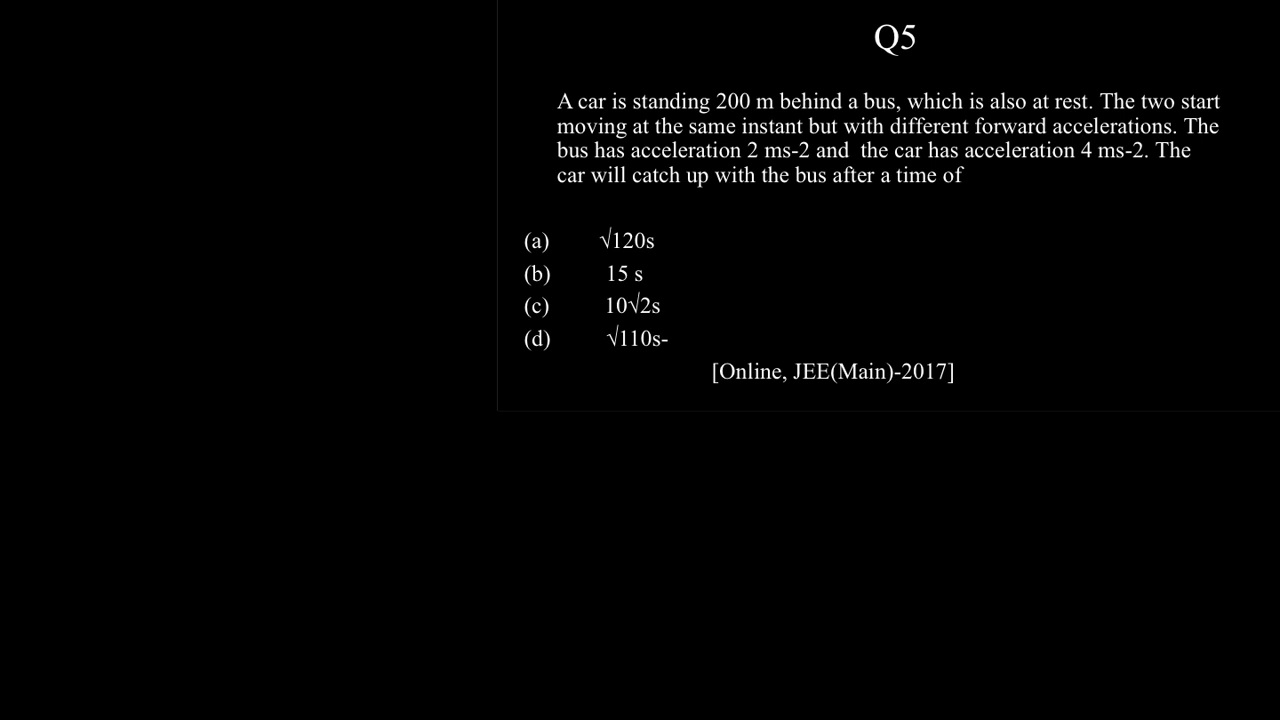 Q5
A car is standing 200 m behind a bus, which is also at rest. The two start
moving at the same instant but with different forward accelerations. The
bus has acceleration 2 ms-2 and  the car has acceleration 4 ms-2. The
car will catch up with the bus after a time of
(a) √120s
(b) 15 s
(c) 10√2s
(d) √110s-
[Online, JEE(Main)-2017]